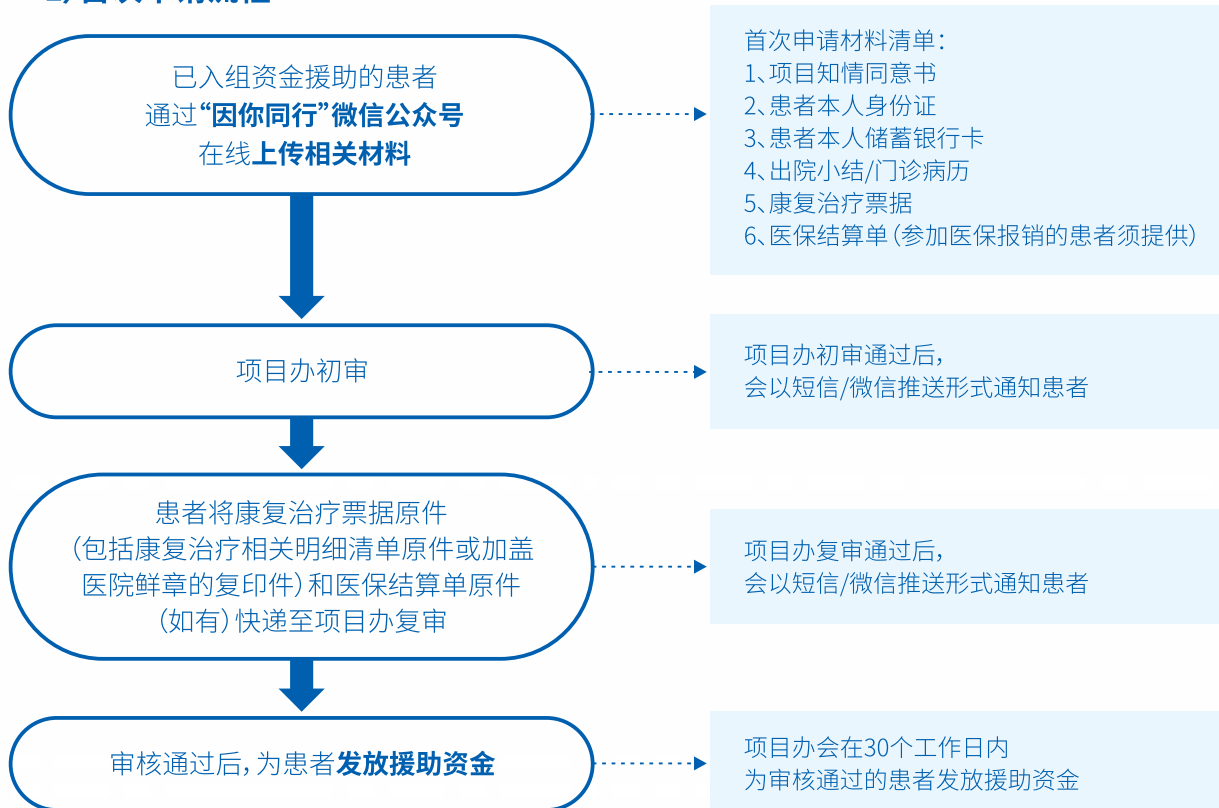 已入组资金援助的患者
通过“因你同行”微信公众号
在线上传相关材料
首次申请材料清单：
1、项目知情同意书
2、患者本人身份证
3、患者本人储蓄银行卡
4、出院小结/门诊病历
5、康复治疗票据
6、医保结算单（参加医保报销的患者须提供）
项目办初审
项目办初审通过后，
会以短信/微信推送形式通知患者
患者将康复治疗票据原件
（包括康复治疗相关明细清单原件或加盖
医院鲜章的复印件）和医保结算单原件
（如有）快递至项目办复审
项目办复审通过后，
会以短信/微信推送形式通知患者
审核通过后，为患者发放援助资金
项目办会在30个工作日内
为审核通过的患者发放援助资金